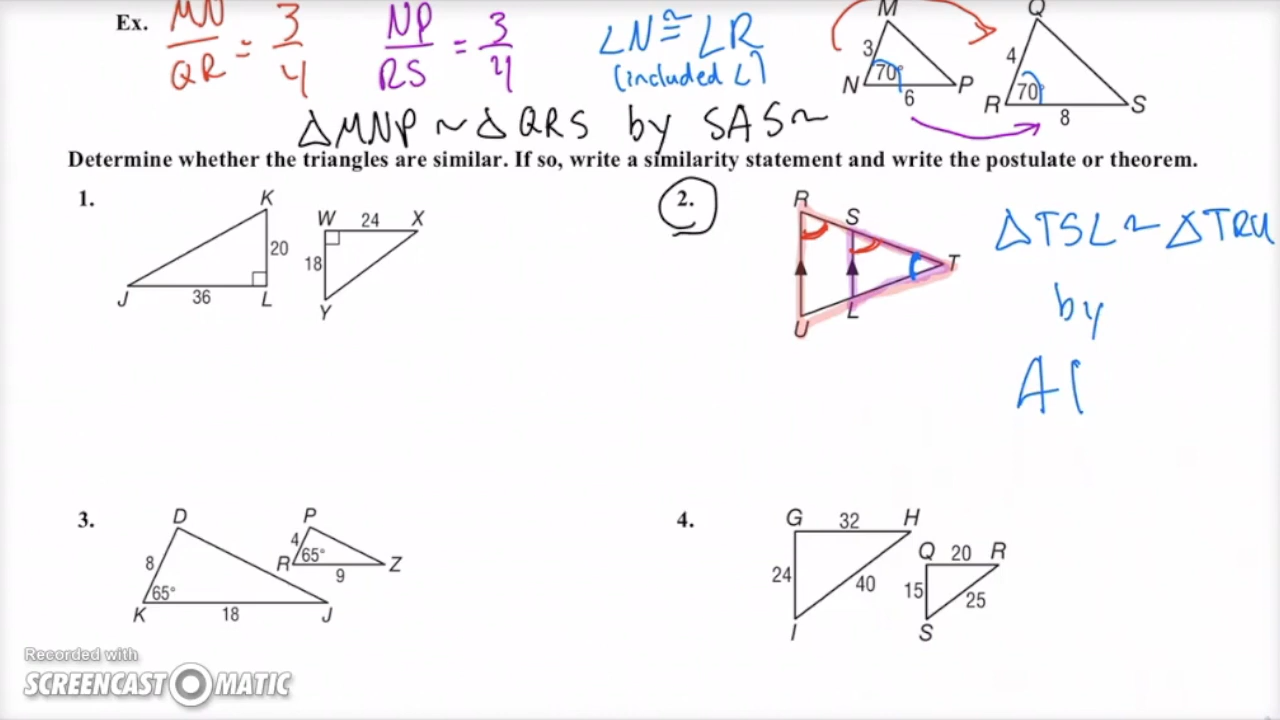 Ex. MN/QR = 3/4 NP/RS = 3/4 ∠N ≅ ∠R
(included ∠)
M Q
3 4
70° 70°
N P R S
6 8
△MNP ~ △QRS by SAS~
Determine whether the triangles are similar. If so, write a similarity statement and write the postulate or theorem.
1.
K
20
J 36 L
W 24 X
18
Y
2.
R
S
T
L
U
△TSL ~ △TRU
by
A
3.
D
8
65°
K 18 J
P
4
65°
R Z
9
4.
G 32 H
24
40
I
Q 20 R
15
25
S
Recorded with
SCREENCAST MATIC